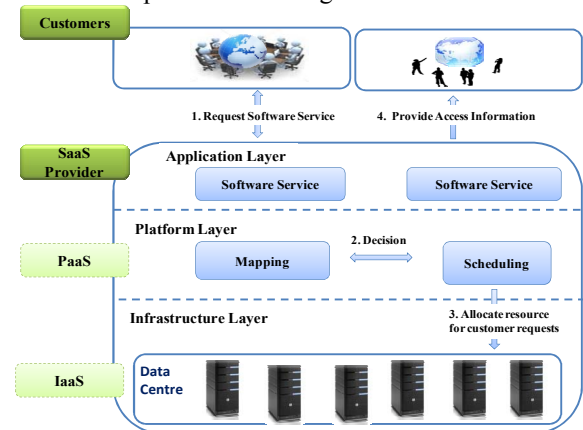 Customers
1. Request Software Service
4. Provide Access Information
SaaS
Provider
Application Layer
Software Service
Software Service
Platform Layer
PaaS
Mapping
2. Decision
Scheduling
Infrastructure Layer
3. Allocate resource
for customer requests
IaaS
Data
Centre